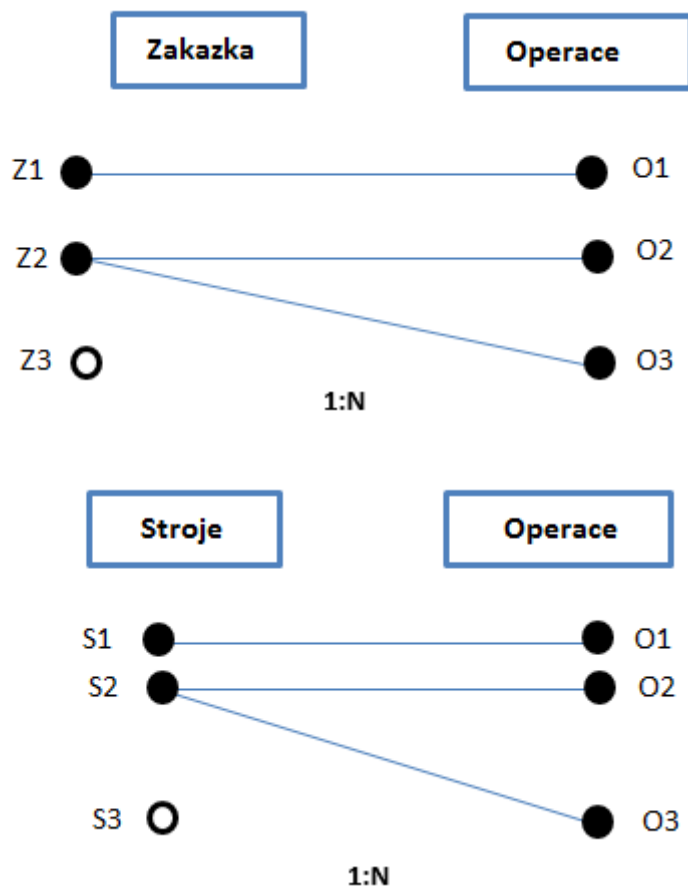 Zakazka Operace
Z1 O1
Z2 O2
Z3 O3
1:N
Stroje Operace
S1 O1
S2 O2
S3 O3
1:N